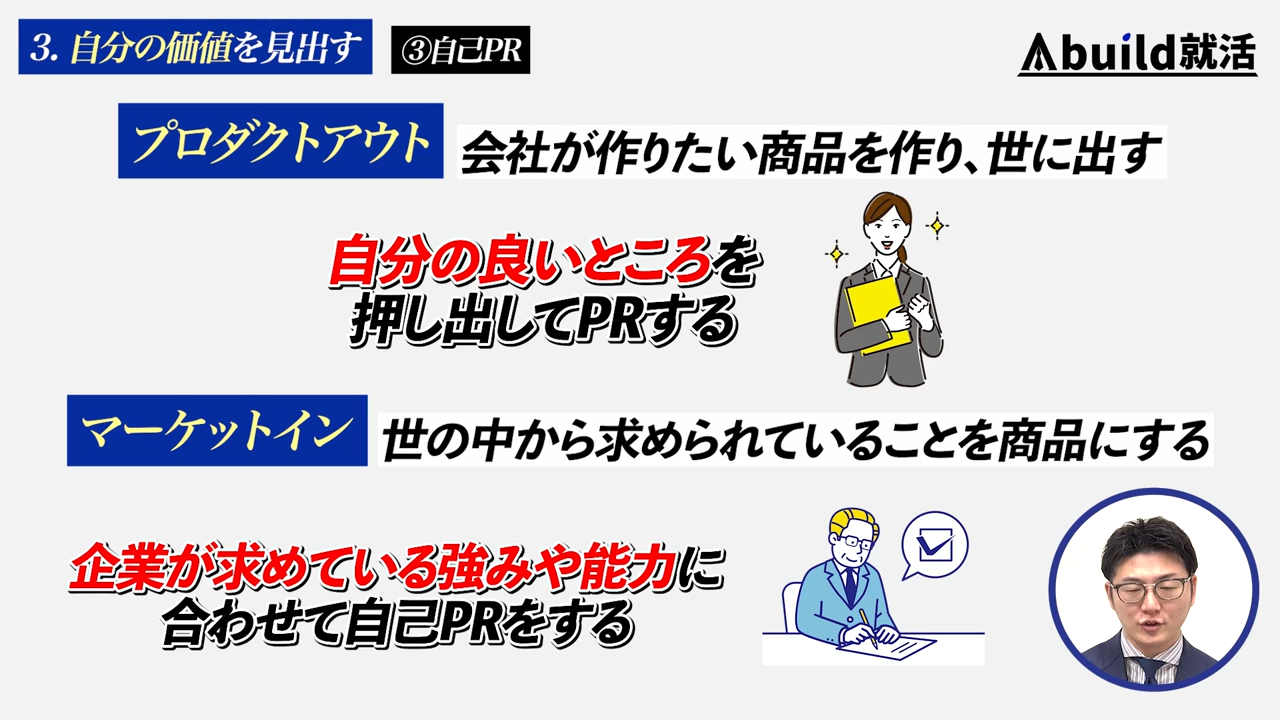 3. 自分の価値を見出す
③自己PR
Abuild就活
プロダクトアウト
会社が作りたい商品を作り、世に出す
自分の良いところを
押し出してPRする
マーケットイン
世の中から求められていることを商品にする
企業が求めている強みや能力に
合わせて自己PRをする